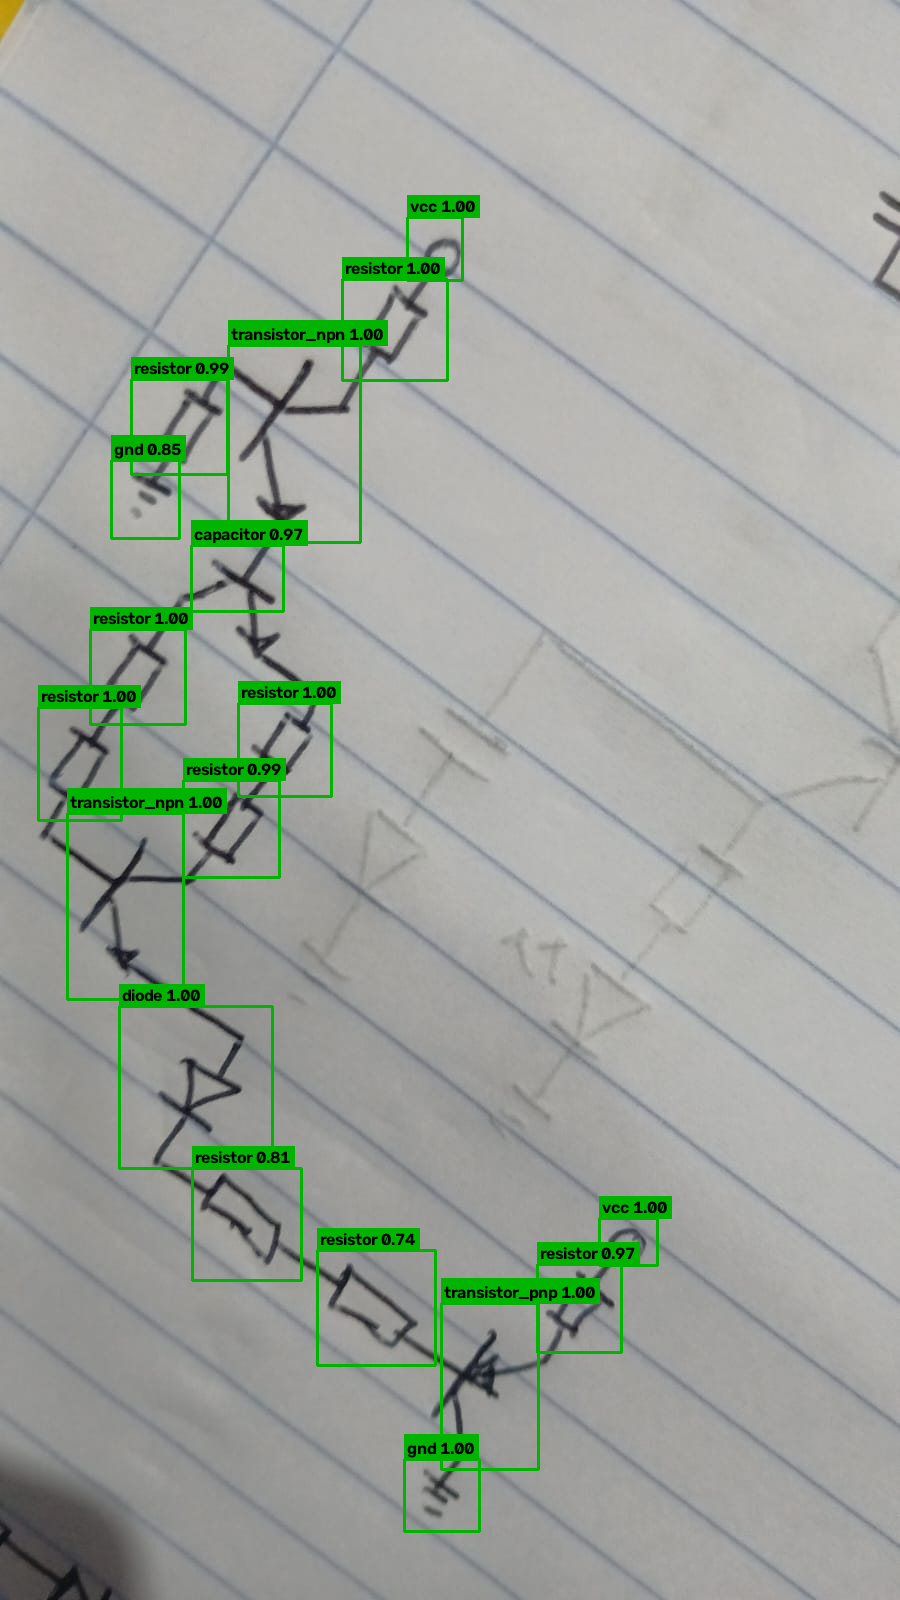 vcc 1.00
resistor 1.00
transistor_npn 1.00
resistor 0.99
gnd 0.85
capacitor 0.97
resistor 1.00
resistor 1.00
resistor 1.00
resistor 0.99
transistor_npn 1.00
diode 1.00
resistor 0.81
vcc 1.00
resistor 0.74
resistor 0.97
transistor_pnp 1.00
gnd 1.00